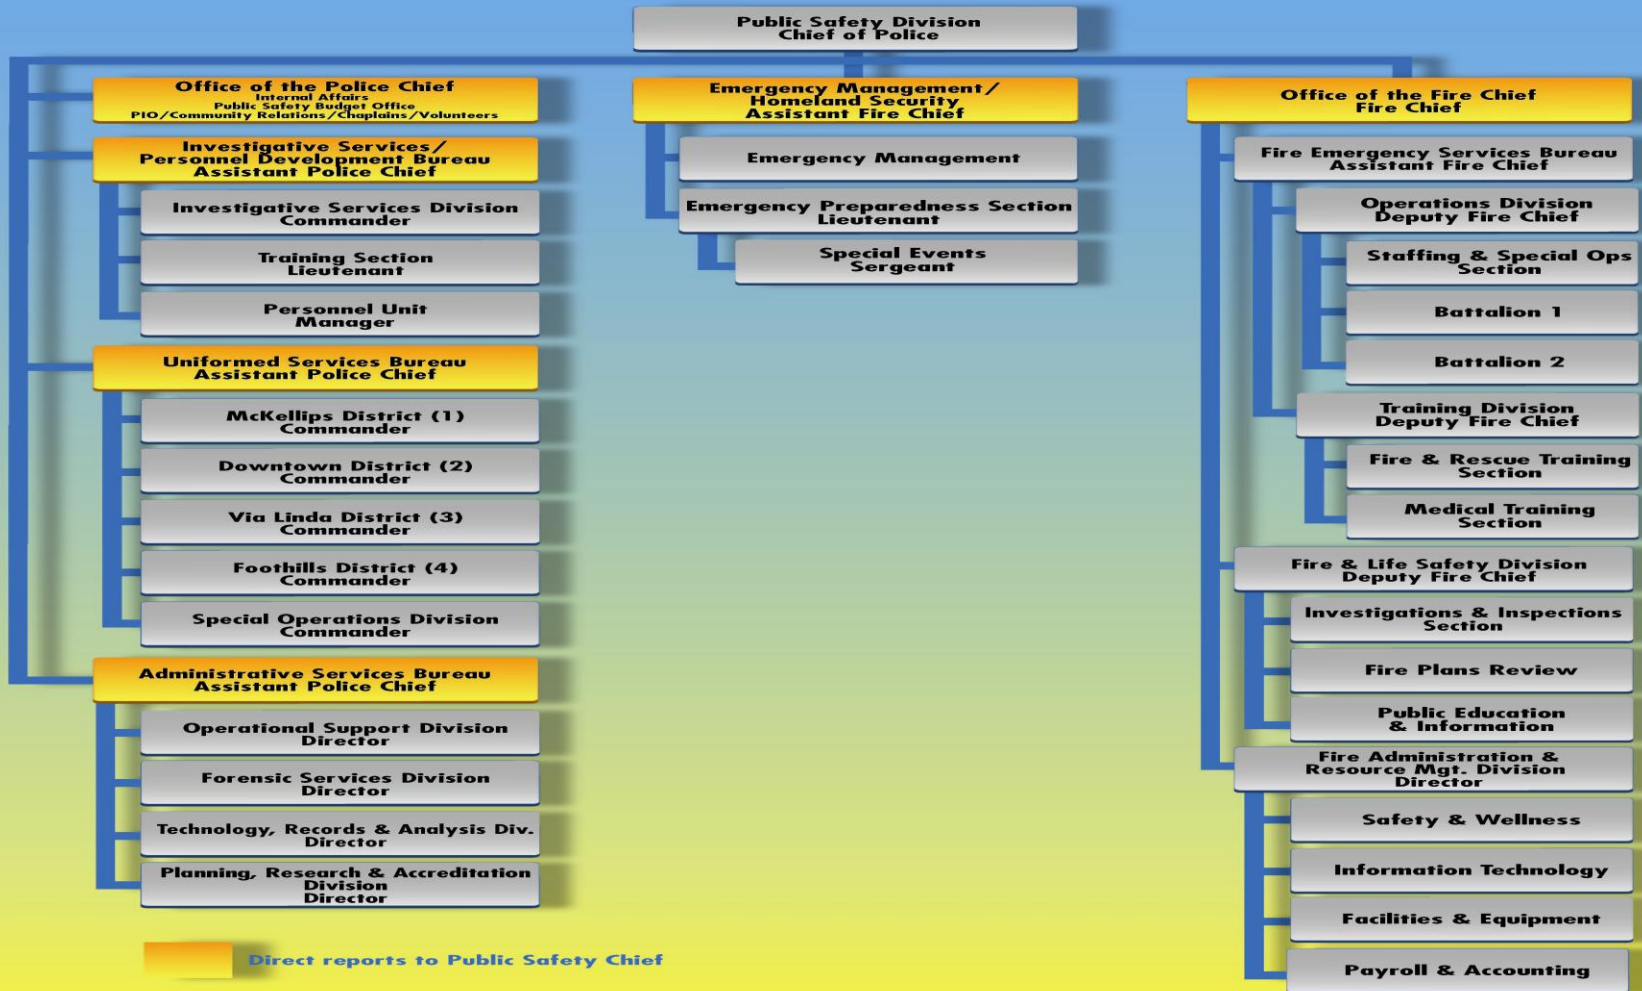 Public Safety Division
Chief of Police
Office of the Police Chief
Internal Affairs
Public Safety Budget Office
PIO/Community Relations/Chaplains/Volunteers
Investigative Services/
Personnel Development Bureau
Assistant Police Chief
Investigative Services Division
Commander
Training Section
Lieutenant
Personnel Unit
Manager
Uniformed Services Bureau
Assistant Police Chief
McKellips District (1)
Commander
Downtown District (2)
Commander
Via Linda District (3)
Commander
Foothills District (4)
Commander
Special Operations Division
Commander
Administrative Services Bureau
Assistant Police Chief
Operational Support Division
Director
Forensic Services Division
Director
Technology, Records & Analysis Div.
Director
Planning, Research & Accreditation
Division
Director
Direct reports to Public Safety Chief
Emergency Management/
Homeland Security
Assistant Fire Chief
Emergency Management
Emergency Preparedness Section
Lieutenant
Special Events
Sergeant
Office of the Fire Chief
Fire Chief
Fire Emergency Services Bureau
Assistant Fire Chief
Operations Division
Deputy Fire Chief
Staffing & Special Ops
Section
Battalion 1
Battalion 2
Training Division
Deputy Fire Chief
Fire & Rescue Training
Section
Medical Training
Section
Fire & Life Safety Division
Deputy Fire Chief
Investigations & Inspections
Section
Fire Plans Review
Public Education
& Information
Fire Administration &
Resource Mgt. Division
Director
Safety & Wellness
Information Technology
Facilities & Equipment
Payroll & Accounting